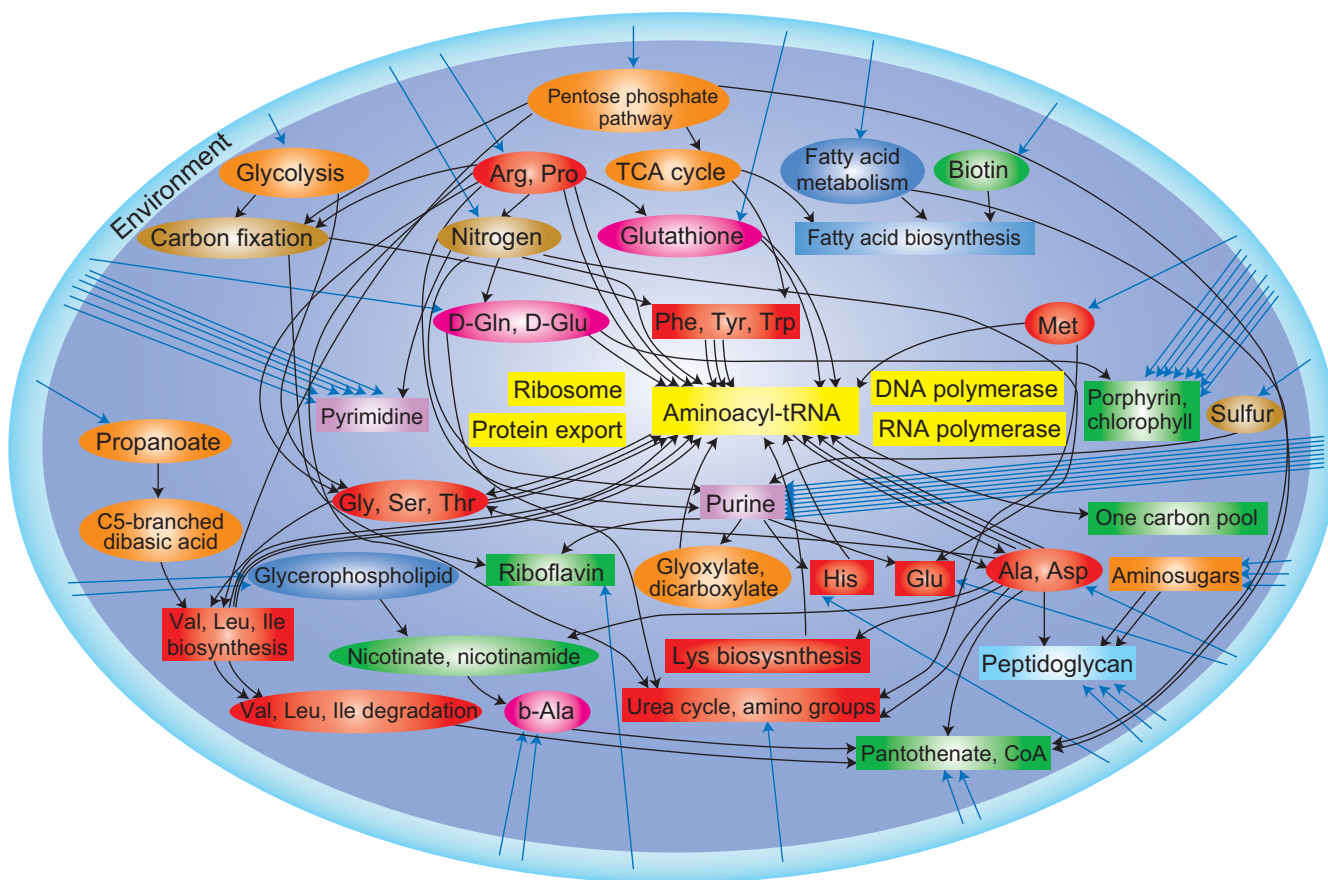 Environment
Pentose phosphate
pathway
Glycolysis
Arg, Pro
TCA cycle
Fatty acid
metabolism
Biotin
Carbon fixation
Nitrogen
Glutathione
Fatty acid biosynthesis
D-Gln, D-Glu
Phe, Tyr, Trp
Met
Ribosome
DNA polymerase
Pyrimidine
Aminoacyl-tRNA
Porphyrin,
chlorophyll
Sulfur
Propanoate
Protein export
RNA polymerase
Gly, Ser, Thr
Purine
One carbon pool
C5-branched
dibasic acid
Glycerophospholipid
Riboflavin
Glyoxylate,
dicarboxylate
His
Glu
Ala, Asp
Aminosugars
Val, Leu, Ile
biosynthesis
Nicotinate, nicotinamide
Lys biosysnthesis
Peptidoglycan
Val, Leu, Ile degradation
b-Ala
Urea cycle, amino groups
Pantothenate, CoA